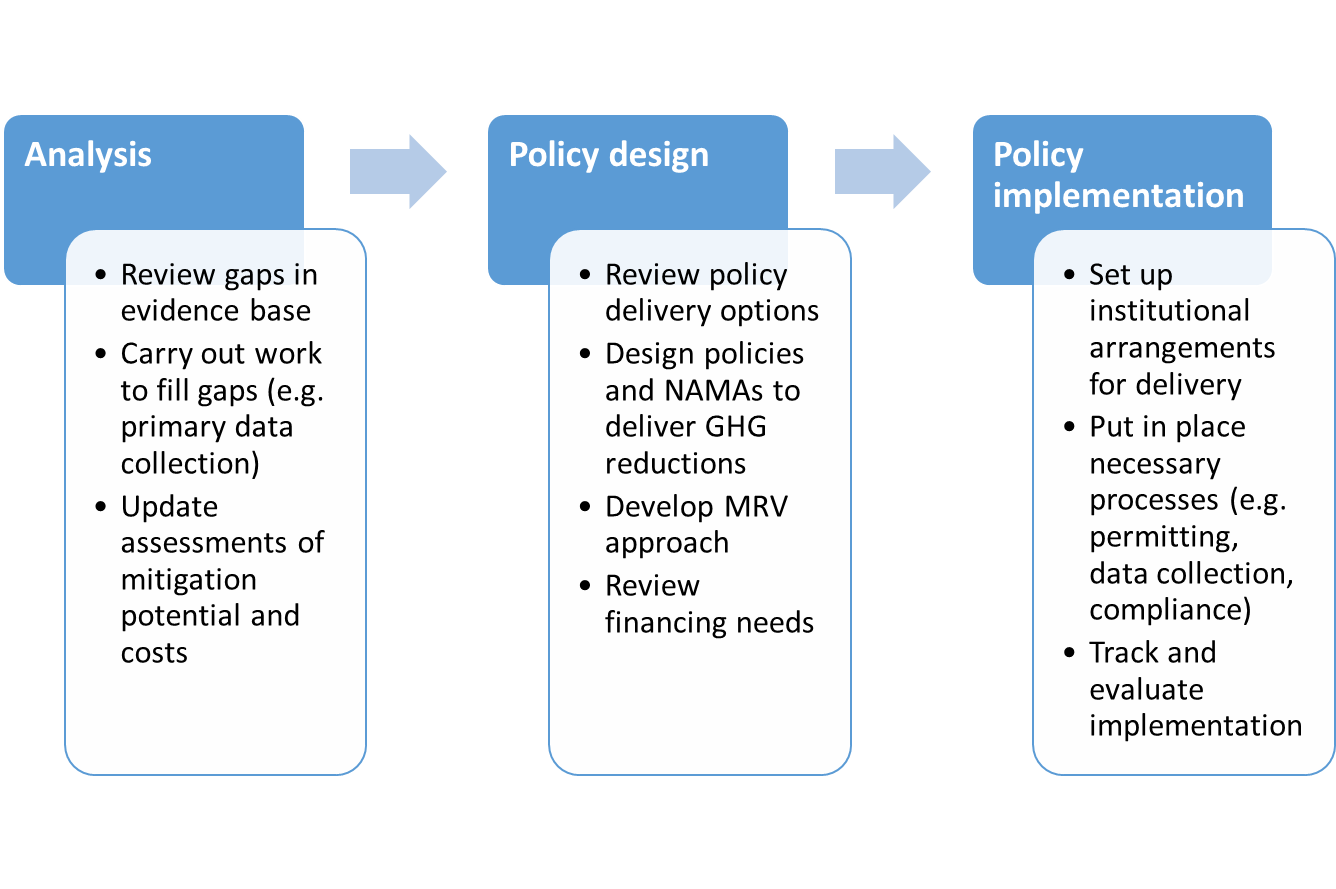 Analysis
• Review gaps in
evidence base
• Carry out work
to fill gaps (e.g.
primary data
collection)
• Update
assessments of
mitigation
potential and
costs
Policy design
• Review policy
delivery options
• Design policies
and NAMAs to
deliver GHG
reductions
• Develop MRV
approach
• Review
financing needs
Policy
implementation
• Set up
institutional
arrangements
for delivery
• Put in place
necessary
processes (e.g.
permitting,
data collection,
compliance)
• Track and
evaluate
implementation